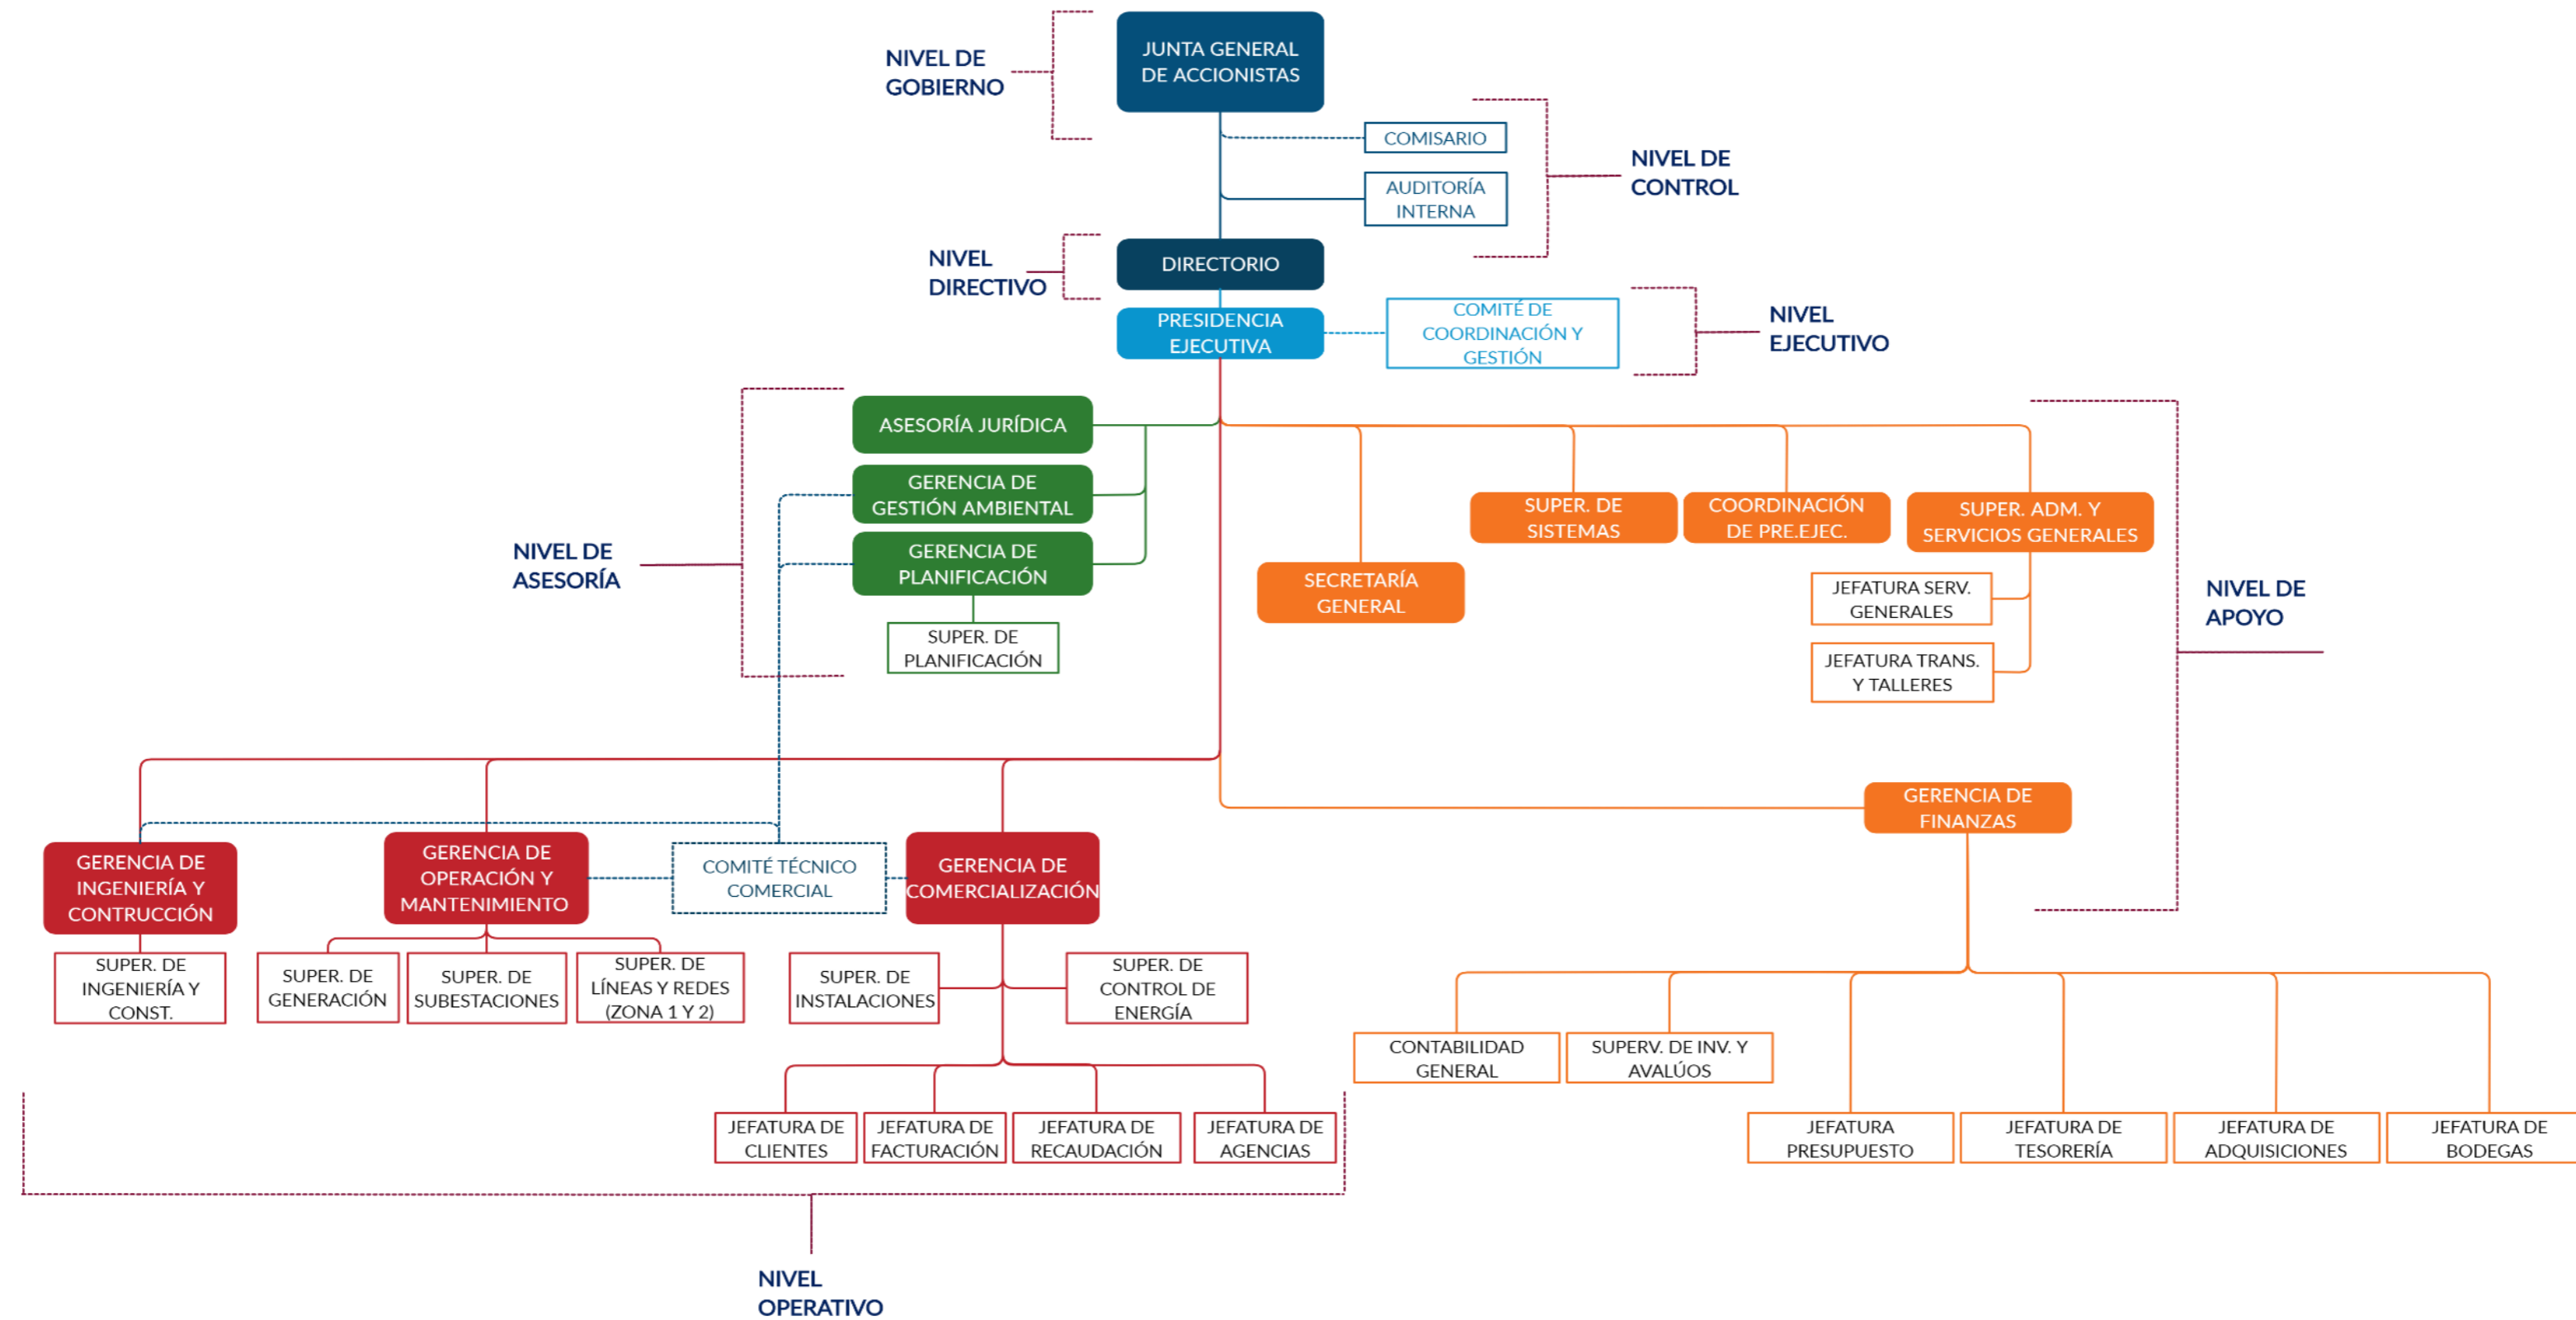 JUNTA GENERAL
DE ACCIONISTAS
NIVEL DE
GOBIERNO
COMISARIO
NIVEL DE
CONTROL
AUDITORÍA
INTERNA
NIVEL
DIRECTIVO
DIRECTORIO
PRESIDENCIA
EJECUTIVA
COMITÉ DE
COORDINACIÓN Y
GESTIÓN
NIVEL
EJECUTIVO
ASESORÍA JURÍDICA
GERENCIA DE
GESTIÓN AMBIENTAL
GERENCIA DE
PLANIFICACIÓN
NIVEL DE
ASESORÍA
SUPER. DE
PLANIFICACIÓN
SECRETARÍA
GENERAL
SUPER. DE
SISTEMAS
COORDINACIÓN
DE PRE.EJEC.
SUPER. ADM. Y
SERVICIOS GENERALES
JEFATURA SERV.
GENERALES
JEFATURA TRANS.
Y TALLERES
NIVEL DE
APOYO
GERENCIA DE
FINANZAS
GERENCIA DE
INGENIERÍA Y
CONTRUCCIÓN
GERENCIA DE
OPERACIÓN Y
MANTENIMIENTO
COMITÉ TÉCNICO
COMERCIAL
GERENCIA DE
COMERCIALIZACIÓN
SUPER. DE
INGENIERÍA Y
CONST.
SUPER. DE
GENERACIÓN
SUPER. DE
SUBESTACIONES
SUPER. DE
LÍNEAS Y REDES
(ZONA 1 Y 2)
SUPER. DE
INSTALACIONES
SUPER. DE
CONTROL DE
ENERGÍA
CONTABILIDAD
GENERAL
SUPERV. DE INV. Y
AVALÚOS
JEFATURA DE
CLIENTES
JEFATURA DE
FACTURACIÓN
JEFATURA DE
RECAUDACIÓN
JEFATURA DE
AGENCIAS
JEFATURA
PRESUPUESTO
JEFATURA DE
TESORERÍA
JEFATURA DE
ADQUISICIONES
JEFATURA DE
BODEGAS
NIVEL
OPERATIVO